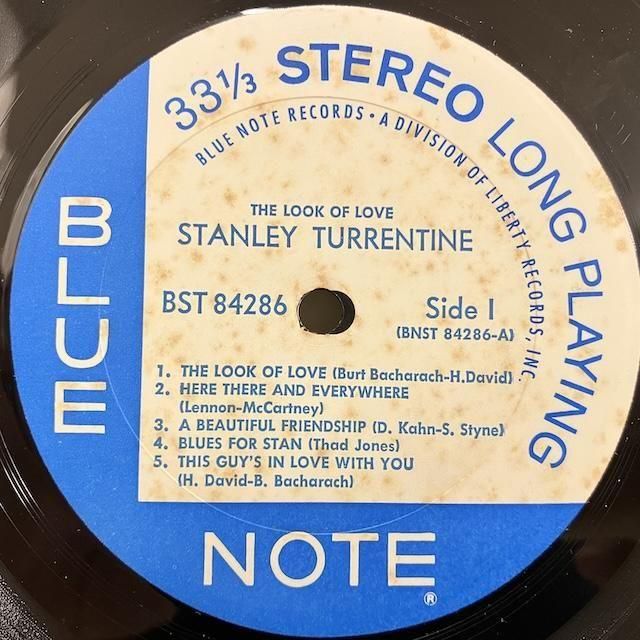 33⅓ STEREO LONG PLAYING
BLUE NOTE RECORDS • A DIVISION OF LIBERTY RECORDS, INC.
THE LOOK OF LOVE
STANLEY TURRENTINE
BST 84286
Side 1
(BNST 84286-A)
1. THE LOOK OF LOVE (Burt Bacharach-H.David)
2. HERE THERE AND EVERYWHERE
(Lennon-McCartney)
3. A BEAUTIFUL FRIENDSHIP (D. Kahn-S. Styne)
4. BLUES FOR STAN (Thad Jones)
5. THIS GUY'S IN LOVE WITH YOU
(H. David-B. Bacharach)
BLUE
NOTE®